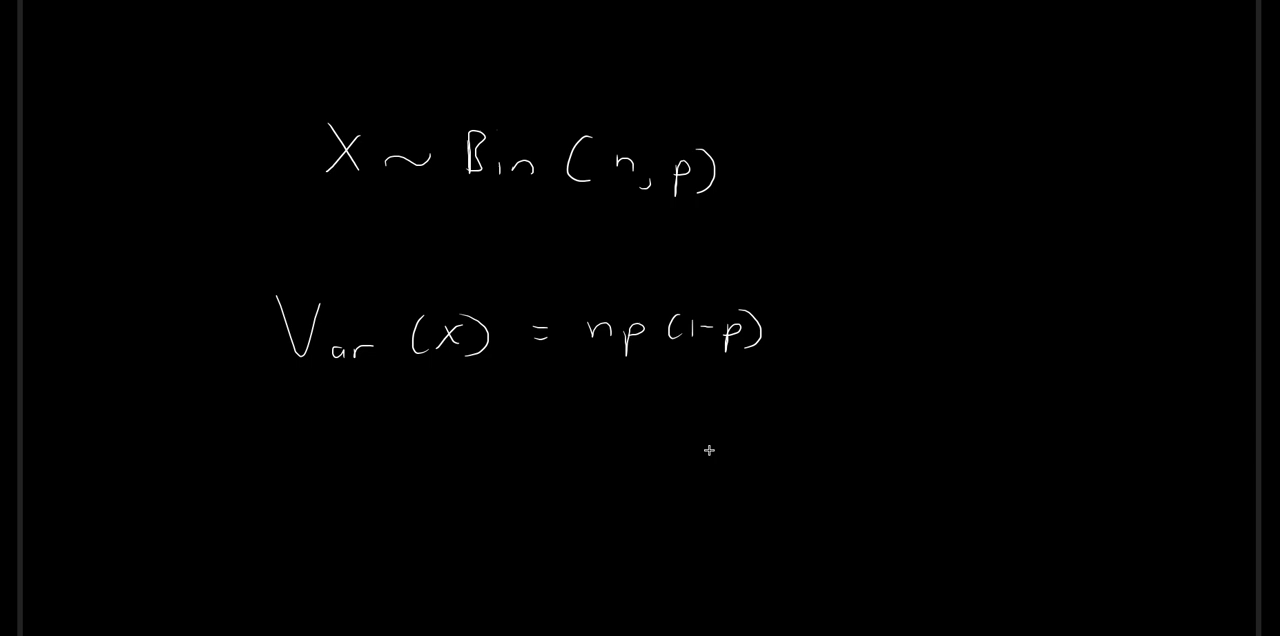 X ~ Bin (n, p)
Var (x) = np (1-p)